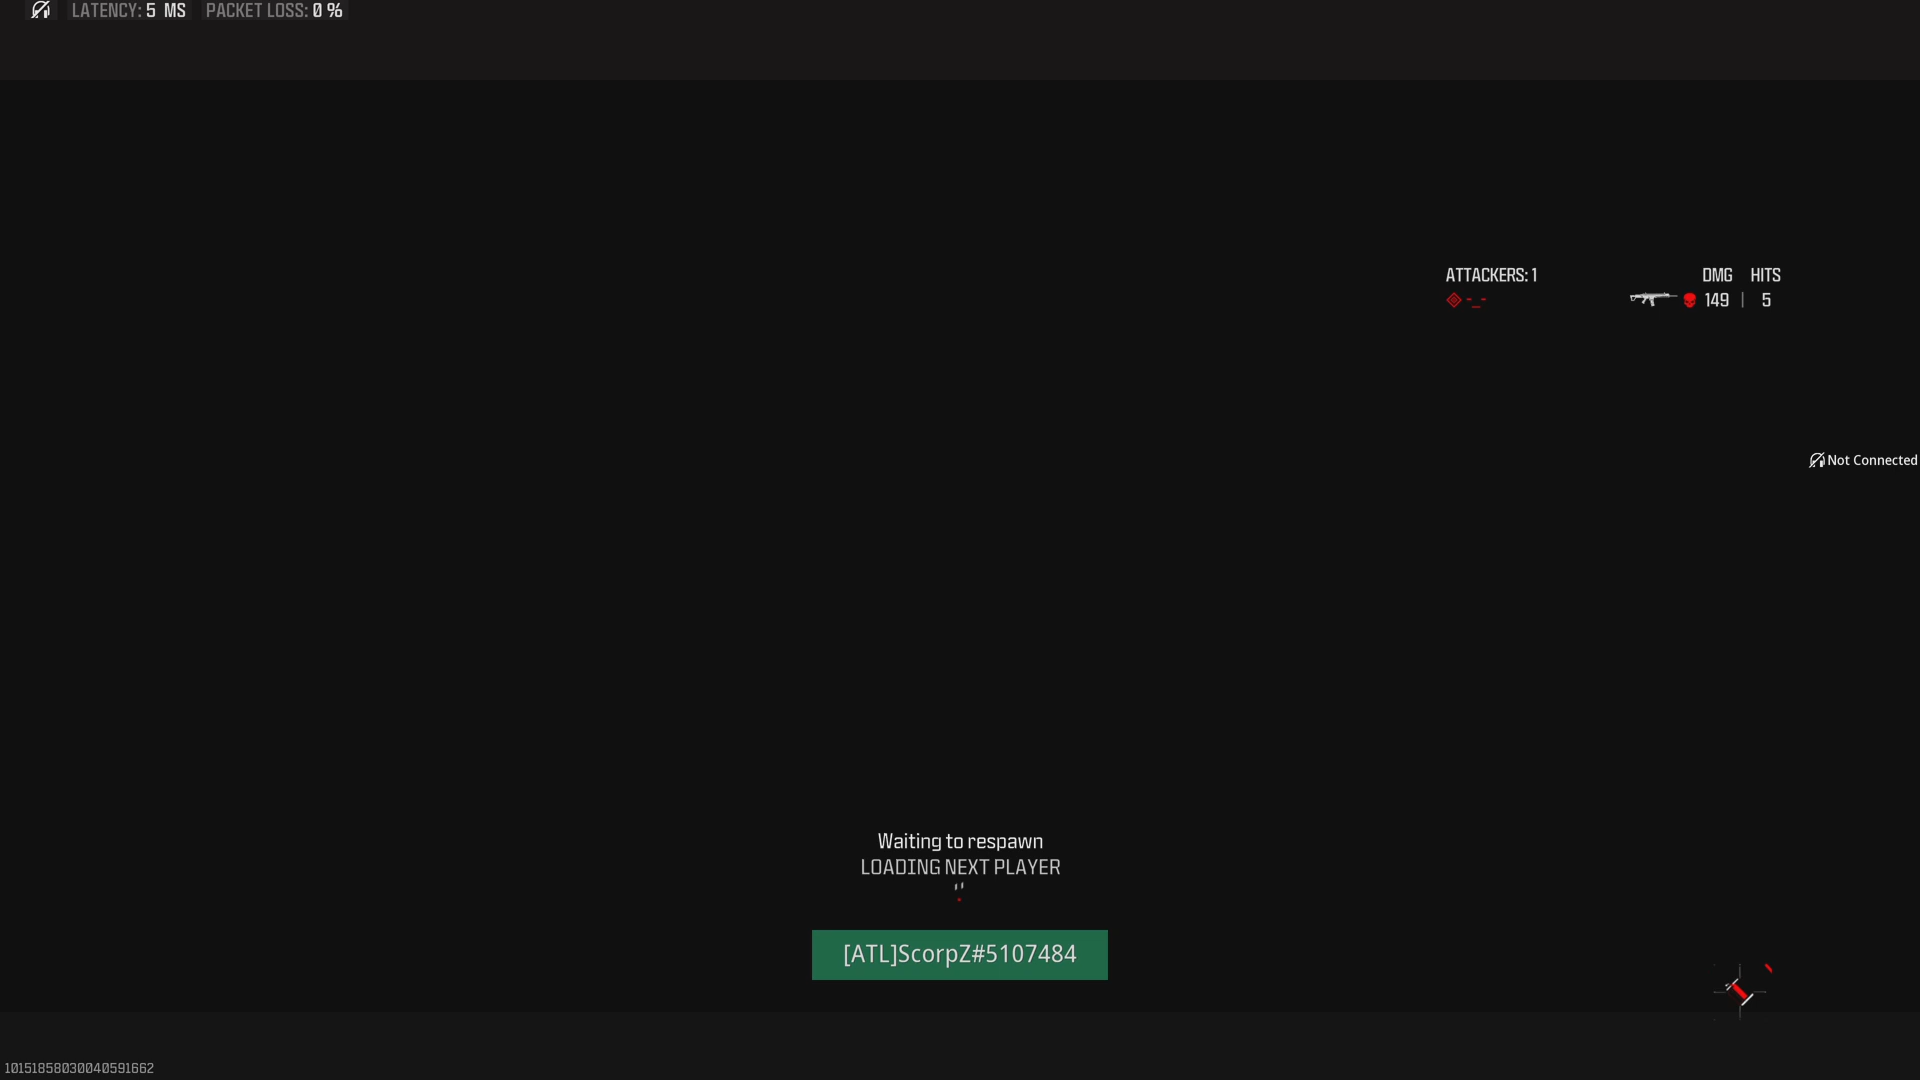 LATENCY: 5 MS PACKET LOSS: 0 %
ATTACKERS: 1 DMG HITS
-_- 149 | 5
Not Connected
Waiting to respawn
LOADING NEXT PLAYER
[ATL]ScorpZ#5107484
10151858030040591662